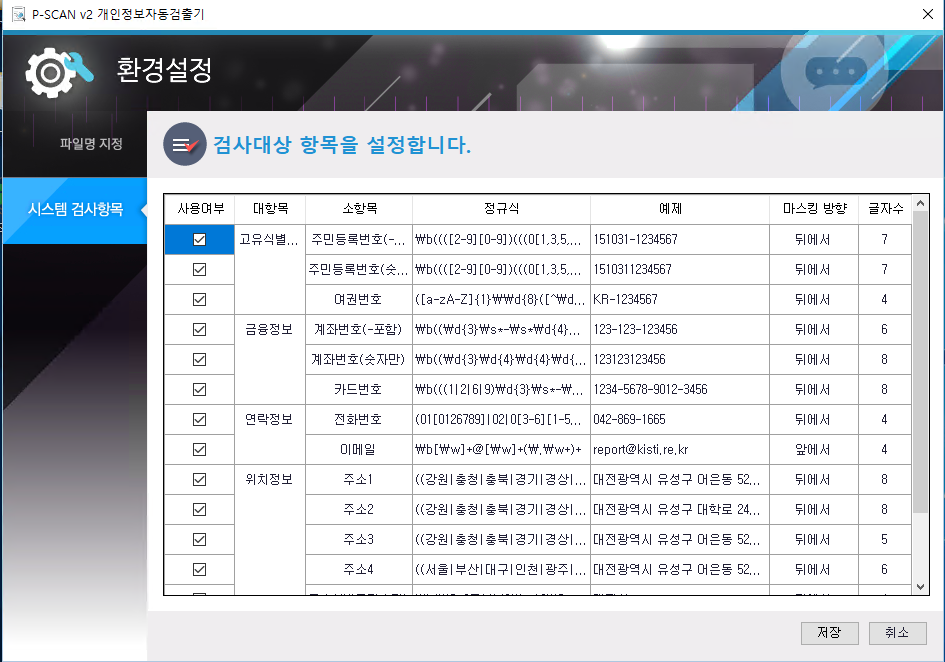 P-SCAN v2 개인정보자동검출기
환경설정
파일명 지정
시스템 검사항목
검사대상 항목을 설정합니다.
사용여부 대항목 소항목 정규식 예제 마스킹 방향 글자수
고유식별... 주민등록번호(-... ₩b((([2-9][0-9])(((0[1,3,5,... 151031-1234567 뒤에서 7
주민등록번호(숫... ₩b((([2-9][0-9])(((0[1,3,5,... 1510311234567 뒤에서 7
여권번호 ([a-zA-Z]{1}₩₩d{8}([^₩d... KR-1234567 뒤에서 4
금융정보 계좌번호(-포함) ₩b((₩d{3}₩s*-₩s*₩d{4}... 123-123-123456 뒤에서 6
계좌번호(숫자만) ₩b((₩d{3}₩d{4}₩d{4}₩d{... 123123123456 뒤에서 8
카드번호 ₩b(((1|2|6|9)₩d{3}₩s*-₩... 1234-5678-9012-3456 뒤에서 8
연락정보 전화번호 (01[0126789]|02|0[3-6][1-5... 042-869-1665 뒤에서 4
이메일 ₩b[₩w]+@[₩w]+(₩.₩w+)+ report@kisti.re.kr 앞에서 4
위치정보 주소1 ((강원|충청|충북|경기|경상|... 대전광역시 유성구 어은동 52... 뒤에서 8
주소2 ((강원|충청|충북|경기|경상|... 대전광역시 유성구 대학로 24... 뒤에서 8
주소3 ((강원|충청|충북|경기|경상|... 대전광역시 유성구 어은동 52... 뒤에서 5
주소4 ((서울|부산|대구|인천|광주|... 대전광역시 유성구 어은동 52... 뒤에서 6
저장 취소